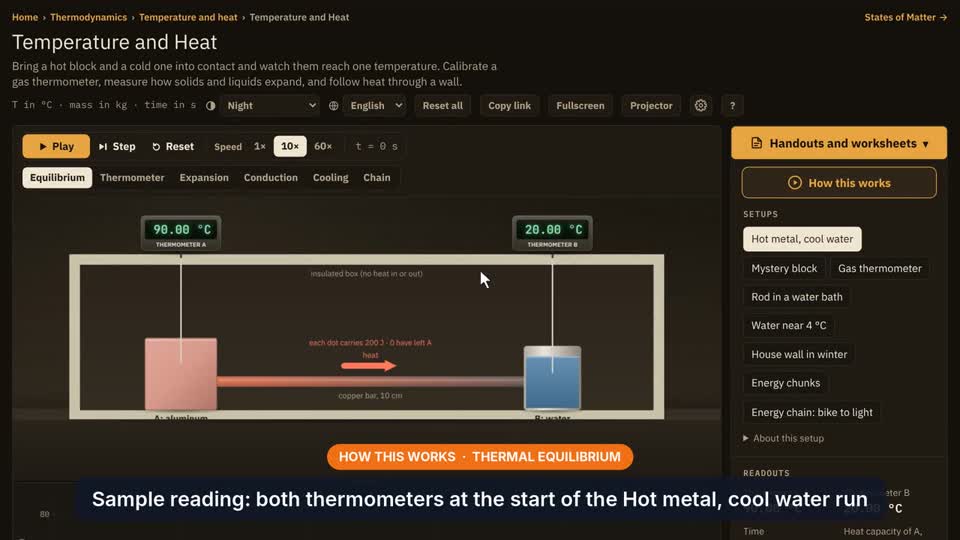 Home › Thermodynamics › Temperature and heat › Temperature and Heat
States of Matter →
Temperature and Heat
Bring a hot block and a cold one into contact and watch them reach one temperature. Calibrate a
gas thermometer, measure how solids and liquids expand, and follow heat through a wall.
T in °C · mass in kg · time in s
Night
English
Reset all
Copy link
Fullscreen
Projector
?
Play
Step
Reset
Speed
1×
10×
60×
t = 0 s
Equilibrium
Thermometer
Expansion
Conduction
Cooling
Chain
90.00 °C
THERMOMETER A
20.00 °C
THERMOMETER B
insulated box (no heat in or out)
each dot carries 200 J · 0 have left A
heat
copper bar, 10 cm
A: aluminum
B: water
HOW THIS WORKS · THERMAL EQUILIBRIUM
Sample reading: both thermometers at the start of the Hot metal, cool water run
80
Handouts and worksheets ▾
How this works
SETUPS
Hot metal, cool water
Mystery block
Gas thermometer
Rod in a water bath
Water near 4 °C
House wall in winter
Energy chunks
Energy chain: bike to light
▸ About this setup
READOUTS
Time
Heat capacity of A,